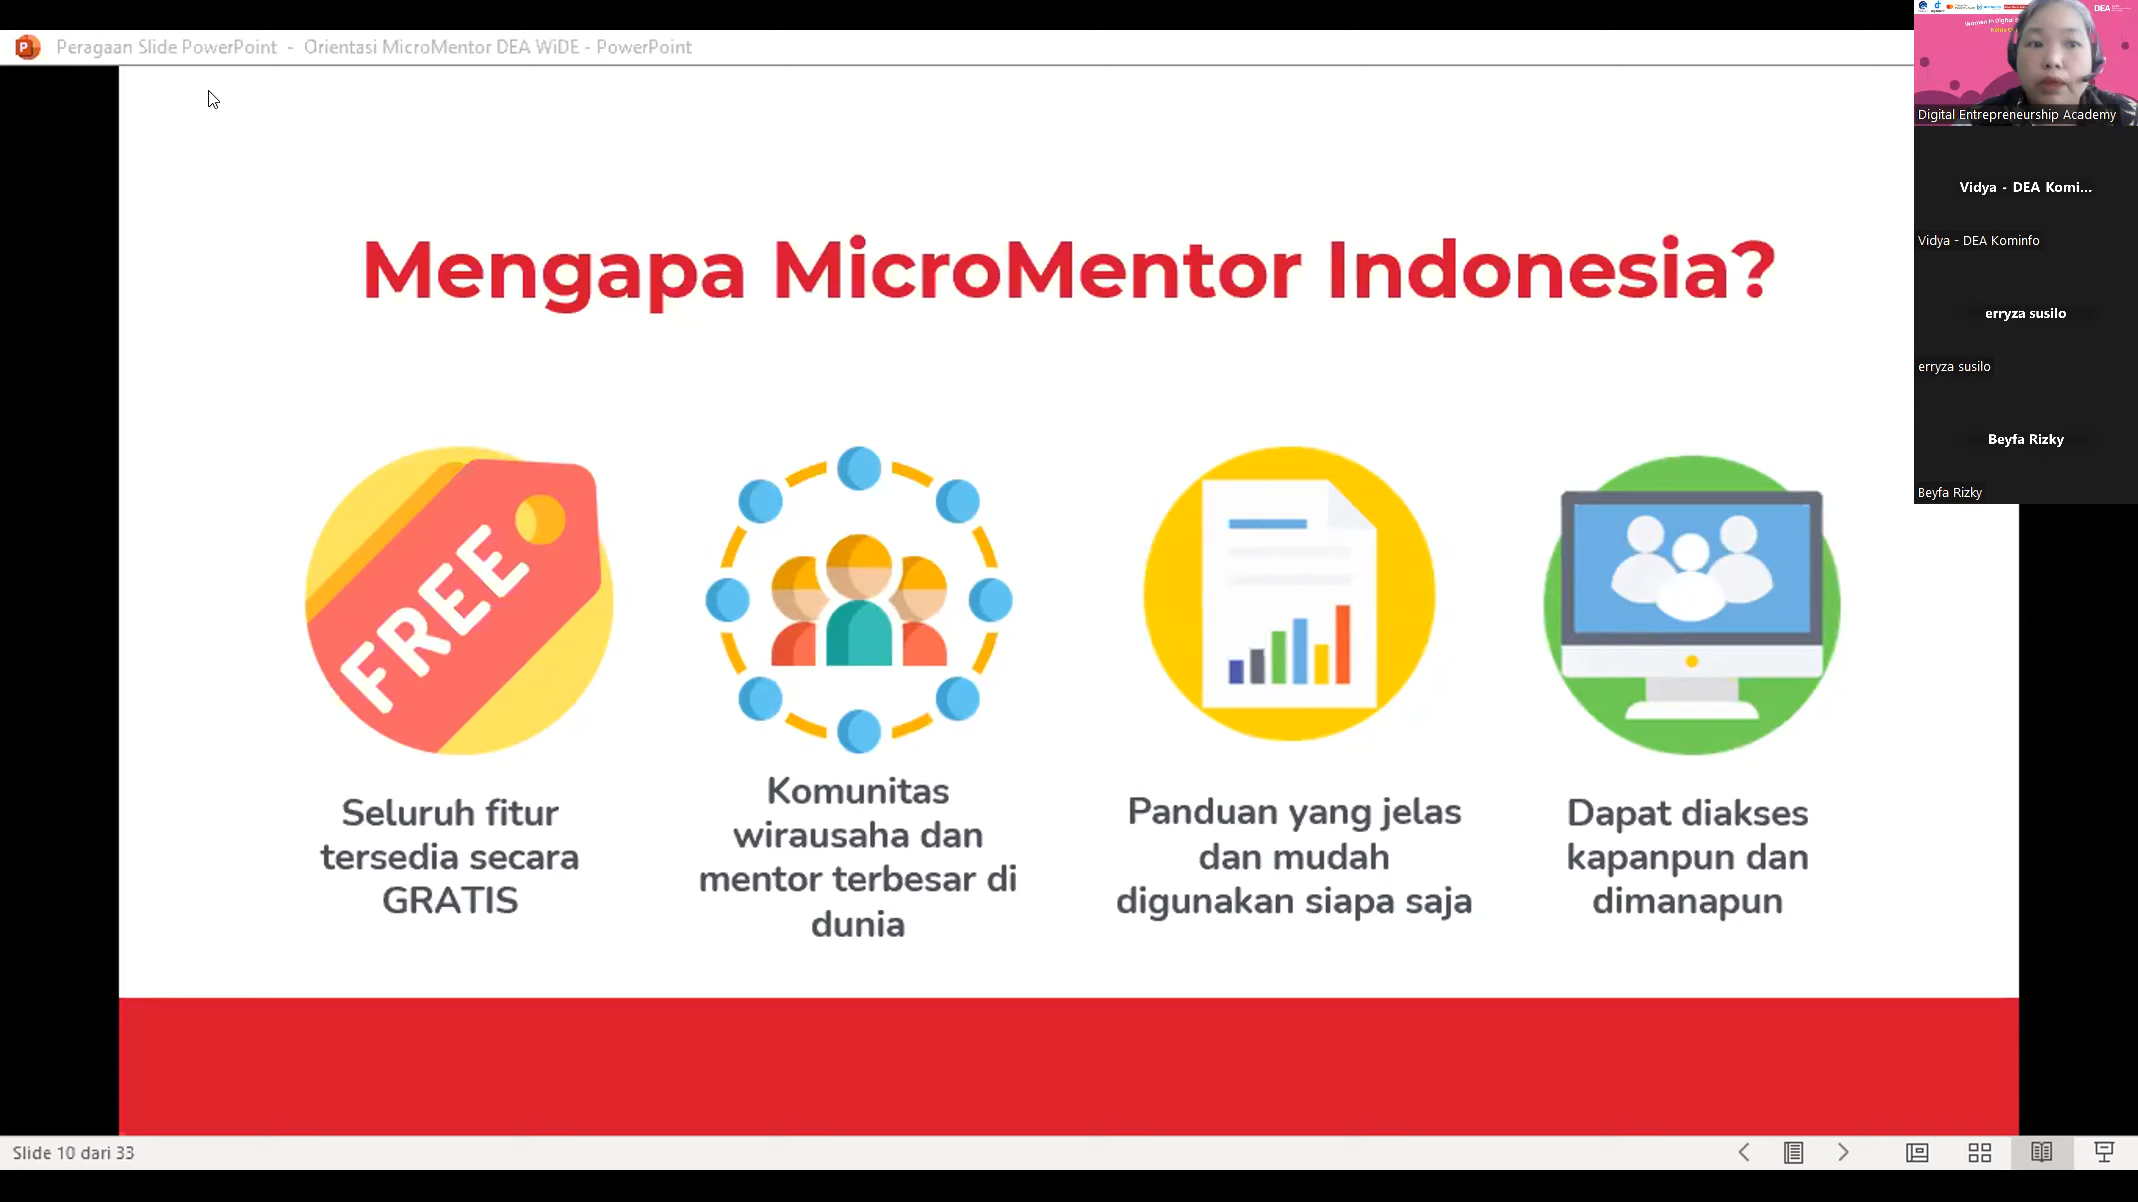 Peragaan Slide PowerPoint - Orientasi MicroMentor DEA WiDE - PowerPoint
Mengapa MicroMentor Indonesia?
FREE
Seluruh fitur
tersedia secara
GRATIS
Komunitas
wirausaha dan
mentor terbesar di
dunia
Panduan yang jelas
dan mudah
digunakan siapa saja
Dapat diakses
kapanpun dan
dimanapun
DEA
Digital Entrepreneurship Academy
Vidya - DEA Komi...
Vidya - DEA Kominfo
erryza susilo
erryza susilo
Beyfa Rizky
Beyfa Rizky
Slide 10 dari 33